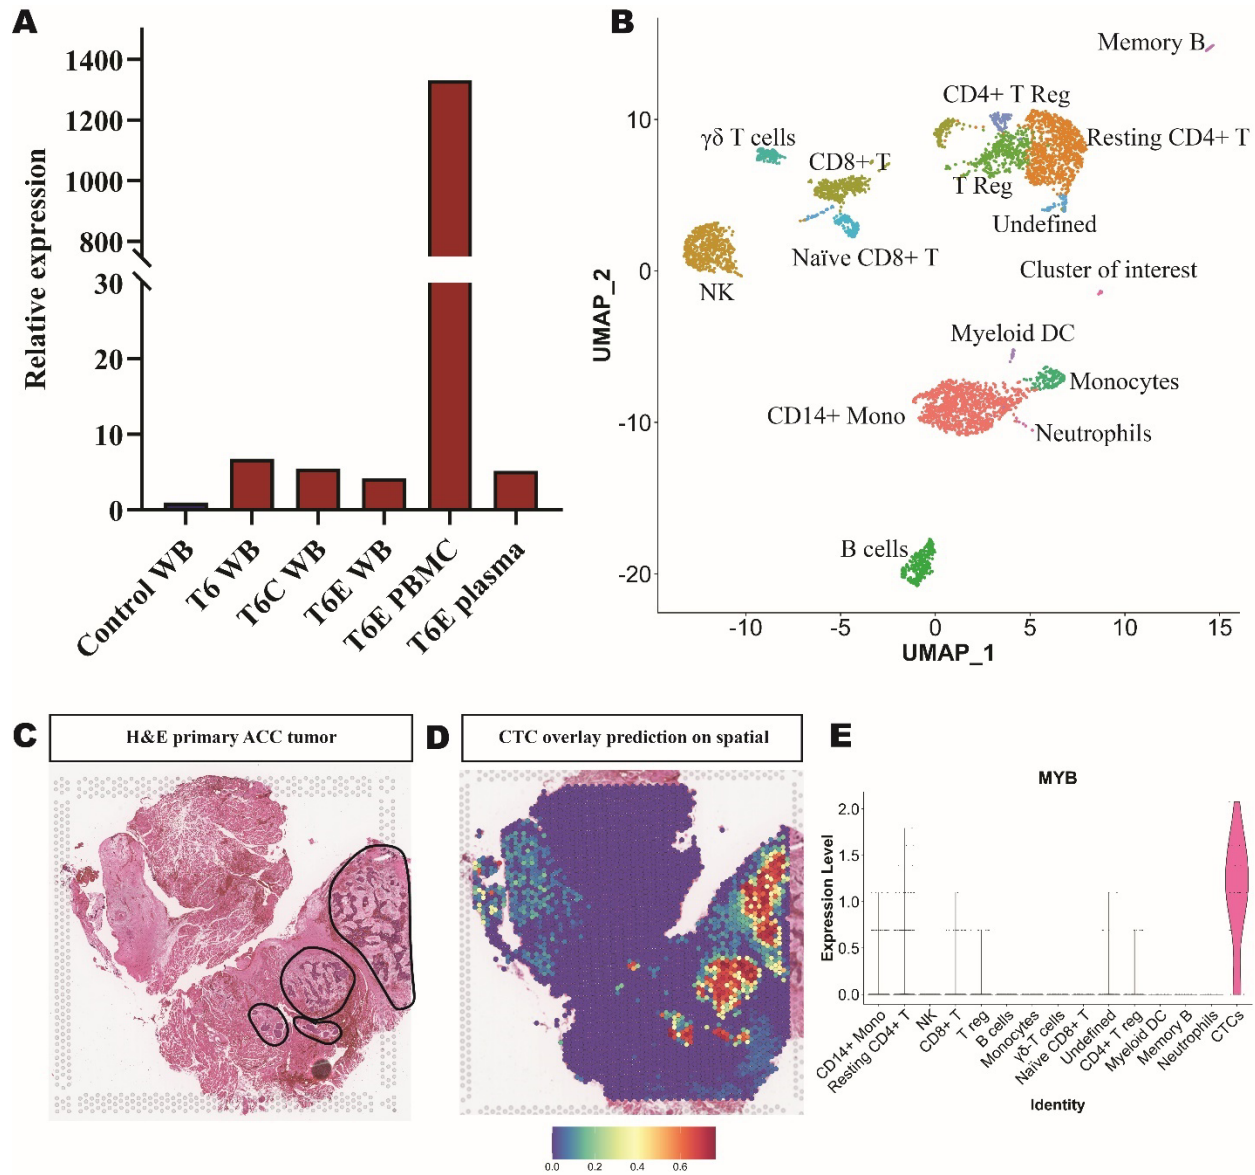 A
Relative expression
1400
1200
1000
800
30
20
10
0
Control WB
T6 WB
T6C WB
T6E WB
T6E PBMC
T6E plasma
B
Memory B
CD4+ T Reg
γδ T cells
Resting CD4+ T
CD8+ T
T Reg
Undefined
Naïve CD8+ T
Cluster of interest
NK
Myeloid DC
Monocytes
CD14+ Mono
Neutrophils
B cells
UMAP_2
10
0
-10
-20
-10
-5
0
5
10
15
UMAP_1
C
H&E primary ACC tumor
D
CTC overlay prediction on spatial
0.0
0.2
0.4
0.6
E
MYB
Expression Level
2.0
1.5
1.0
0.5
0.0
CD14+ Mono
Resting CD4+ T
NK
CD8+ T
T reg
B cells
Monocytes
γδ-T cells
Naïve CD8+ T
Undefined
CD4+ T reg
Myeloid DC
Memory B
Neutrophils
CTCs
Identity